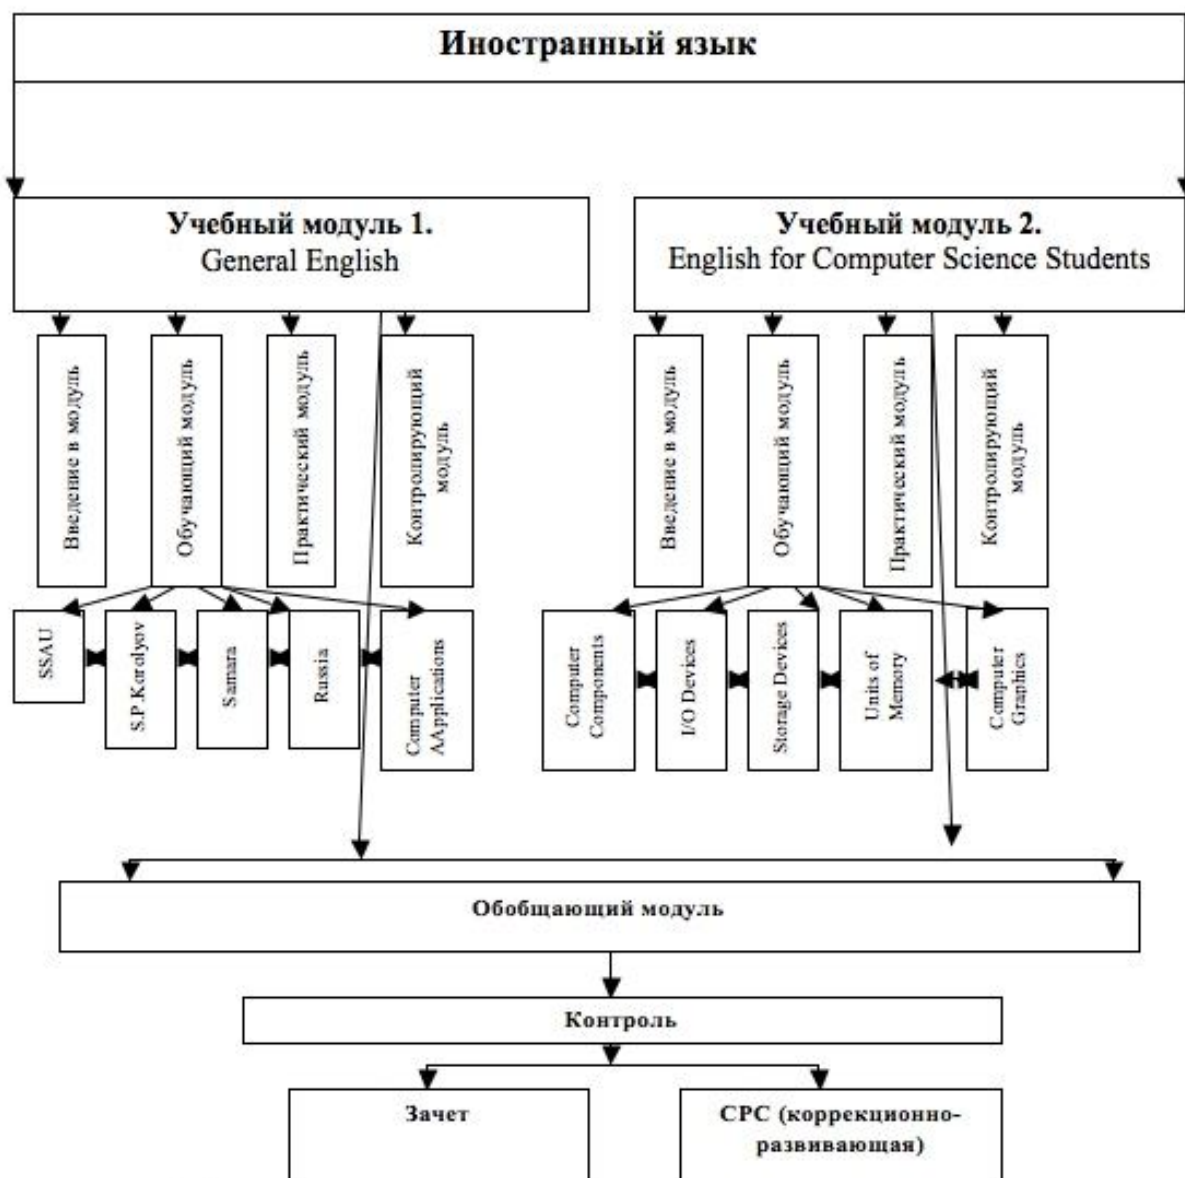 Иностранный язык
Учебный модуль 1.
General English
Учебный модуль 2.
English for Computer Science Students
Введение в модуль
Обучающий модуль
Практический модуль
Контролирующий
модуль
Введение в модуль
Обучающий модуль
Практический модуль
Контролирующий
модуль
SSAU
S.P.Karolyov
Samara
Russia
Computer
AApplications
Computer
Components
I/O Devices
Storage Devices
Units of
Memory
Computer
Graphics
Обобщающий модуль
Контроль
Зачет
СРС (коррекционно-
развивающая)